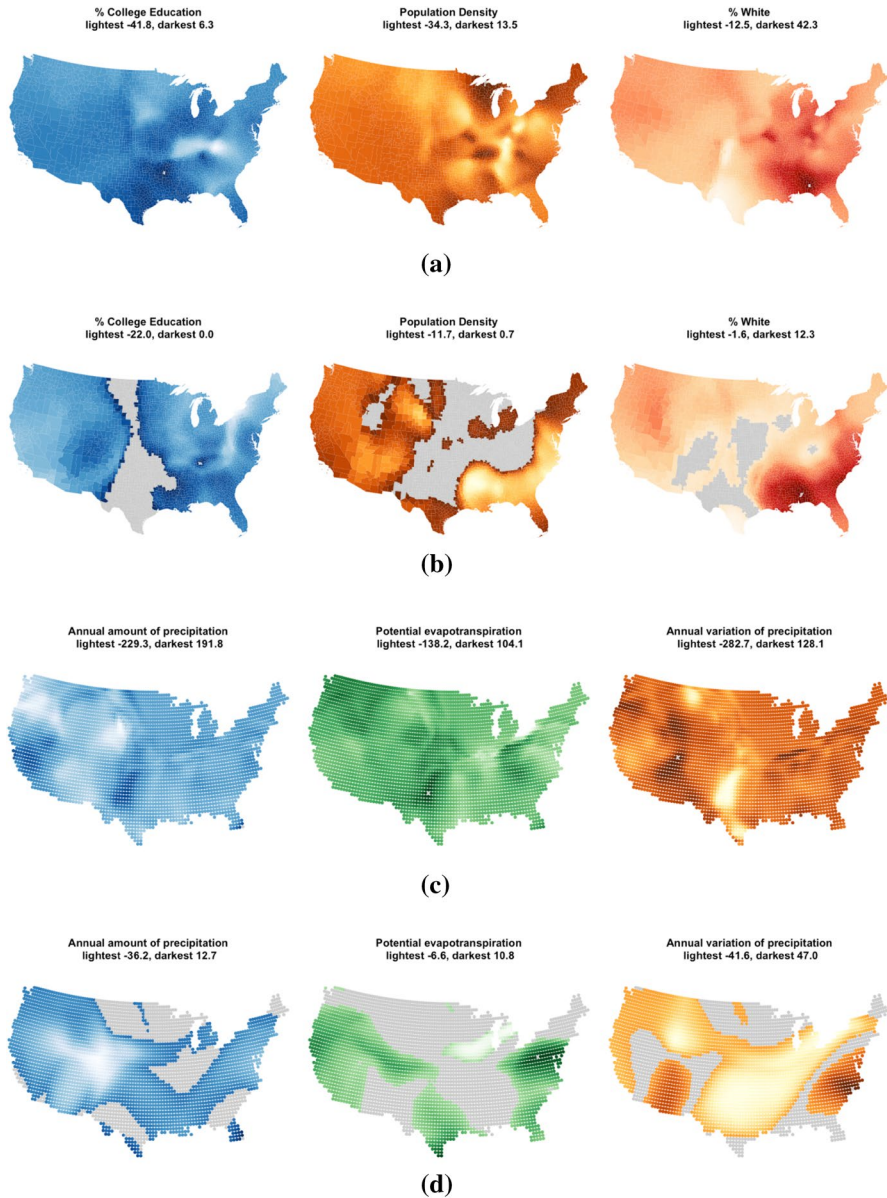 % College Education
lightest -41.8, darkest 6.3
Population Density
lightest -34.3, darkest 13.5
% White
lightest -12.5, darkest 42.3
(a)
% College Education
lightest -22.0, darkest 0.0
Population Density
lightest -11.7, darkest 0.7
% White
lightest -1.6, darkest 12.3
(b)
Annual amount of precipitation
lightest -229.3, darkest 191.8
Potential evapotranspiration
lightest -138.2, darkest 104.1
Annual variation of precipitation
lightest -282.7, darkest 128.1
(c)
Annual amount of precipitation
lightest -36.2, darkest 12.7
Potential evapotranspiration
lightest -6.6, darkest 10.8
Annual variation of precipitation
lightest -41.6, darkest 47.0
(d)